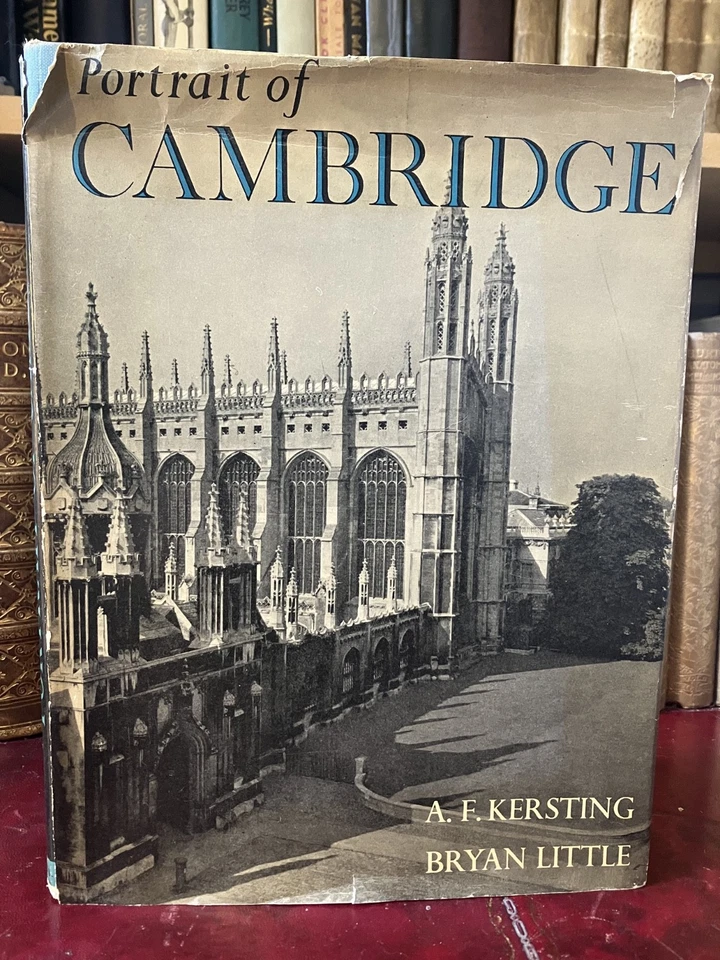 Portrait of
CAMBRIDGE
A. F. KERSTING
BRYAN LITTLE